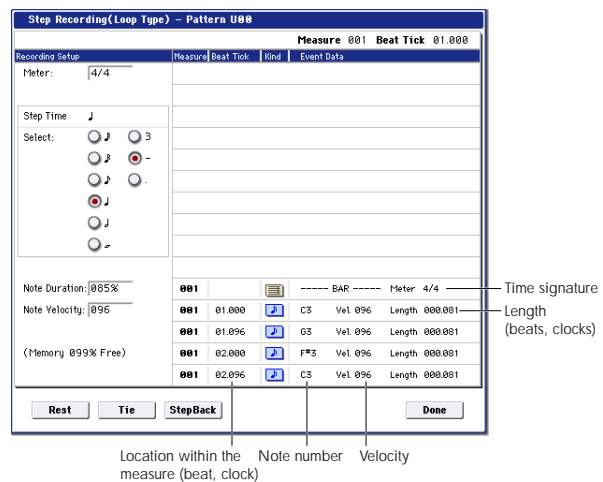 Step Recording(Loop Type) – Pattern U00
Measure 001 Beat Tick 01.000
Recording Setup Measure Beat Tick Kind Event Data
Meter: 4/4
Step Time ♩
Select: 3
–
.
Note Duration: 085% 001 ----- BAR ----- Meter 4/4 Time signature
Note Velocity: 096 001 01.000 C3 Vel. 096 Length 000.081 Length
(beats, clocks)
001 01.096 G3 Vel. 096 Length 000.081
(Memory 099% Free) 001 02.000 F#3 Vel. 096 Length 000.081
001 02.096 C3 Vel. 096 Length 000.081
Rest Tie StepBack Done
Location within the Note number Velocity
measure (beat, clock)